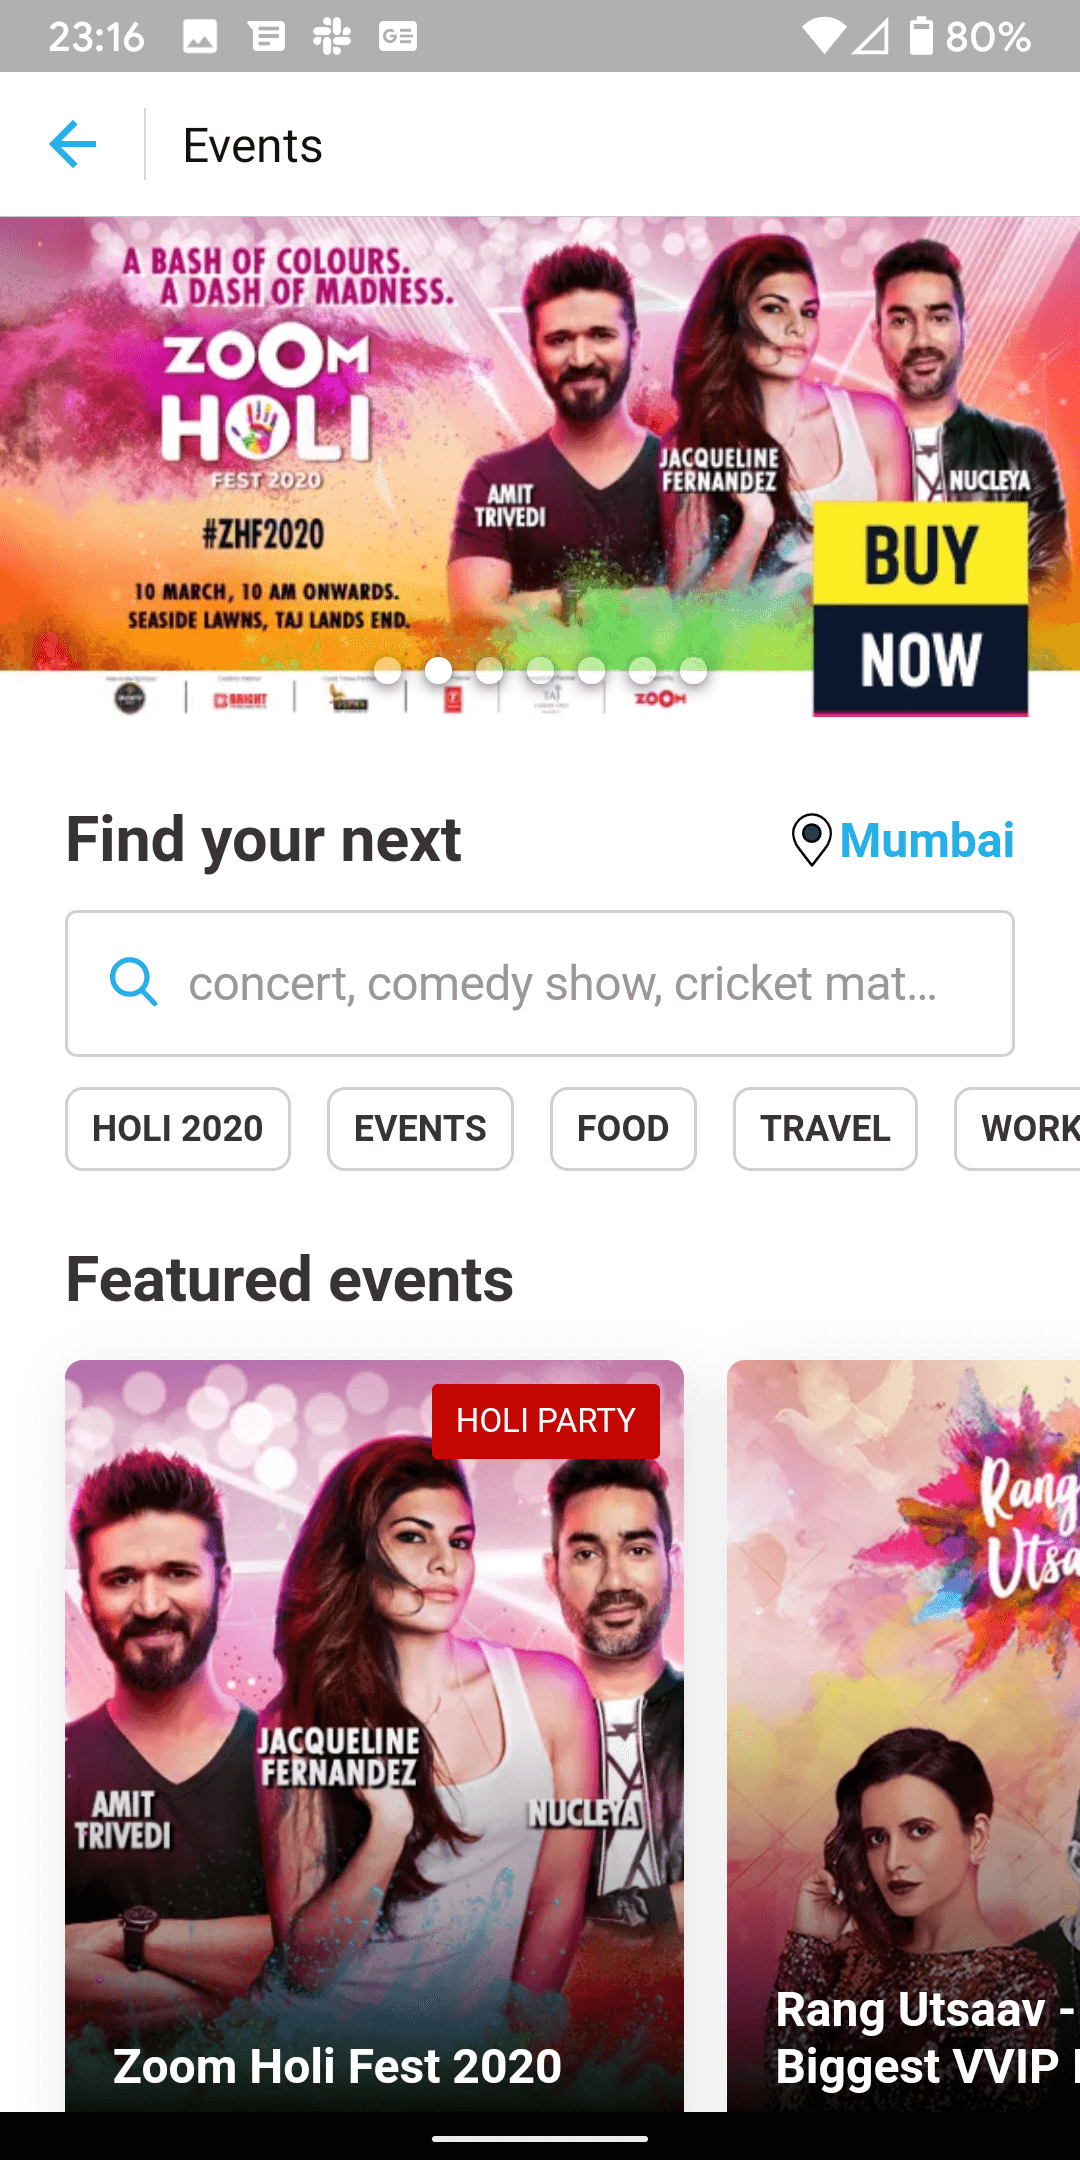 23:16
GE
80%
Events
A BASH OF COLOURS.
A DASH OF MADNESS.
ZOOM
HOLI
FEST 2020
#ZHF2020
10 MARCH, 10 AM ONWARDS.
SEASIDE LAWNS, TAJ LANDS END.
AMIT
TRIVEDI
JACQUELINE
FERNANDEZ
NUCLEYA
BUY
NOW
BRIGHT
TAJ
ZOOM
Find your next
Mumbai
concert, comedy show, cricket mat...
HOLI 2020
EVENTS
FOOD
TRAVEL
WORK
Featured events
HOLI PARTY
AMIT
TRIVEDI
JACQUELINE
FERNANDEZ
NUCLEYA
Zoom Holi Fest 2020
Rang
Utsa
Rang Utsaav -
Biggest VVIP